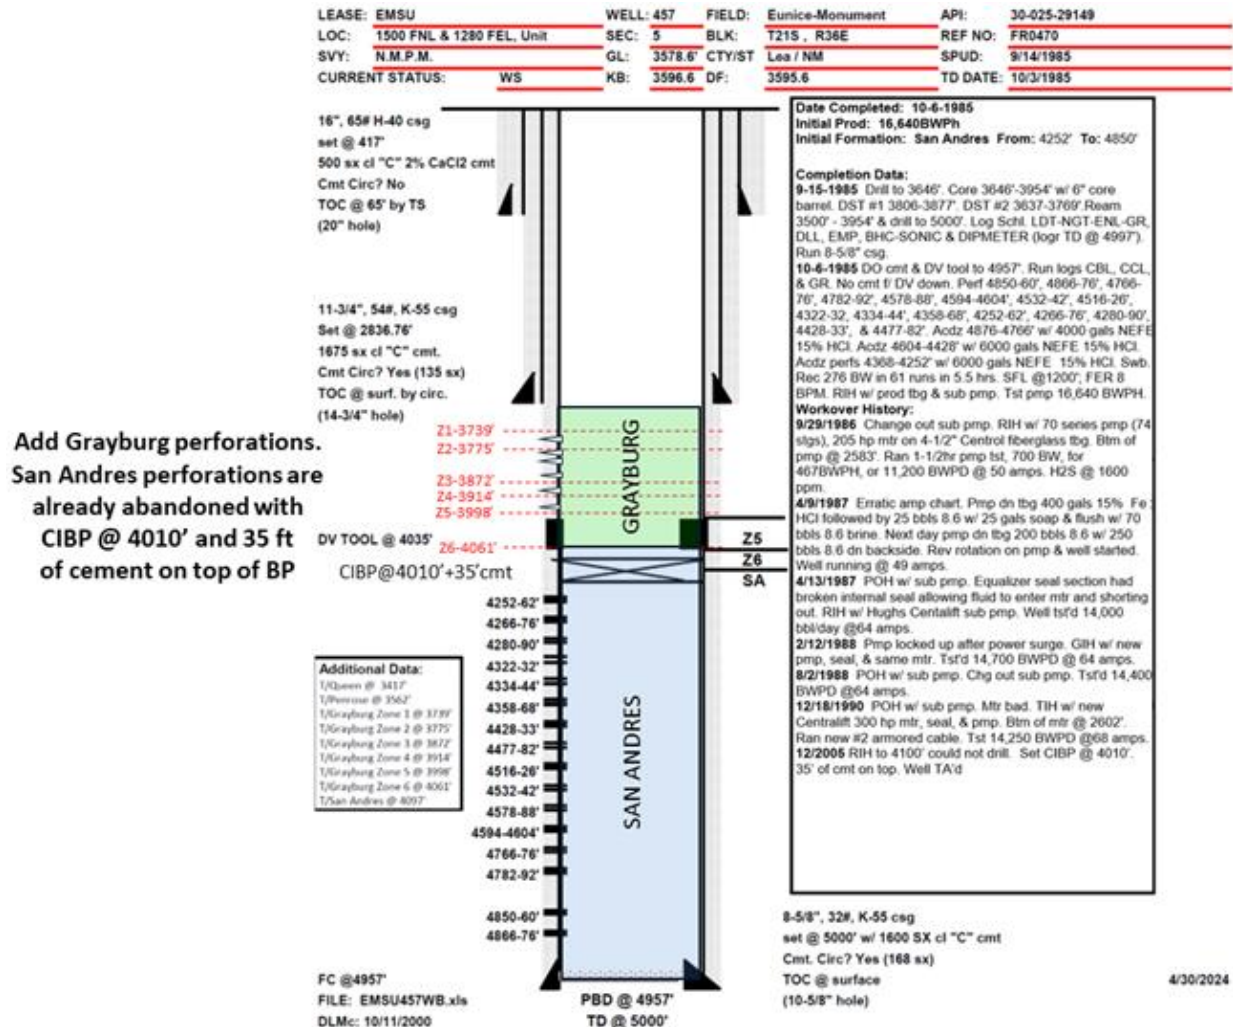 LEASE: EMSU WELL: 457 FIELD: Eunice-Monument API: 30-025-29149
LOC: 1500 FNL & 1280 FEL, Unit SEC: 5 BLK: T21S , R36E REF NO: FR0470
SVY: N.M.P.M. GL: 3578.6' CTY/ST Lea / NM SPUD: 9/14/1985
CURRENT STATUS: WS KB: 3596.6 DF: 3595.6 TD DATE: 10/3/1985
16", 65# H-40 csg
set @ 417'
500 sx cl "C" 2% CaCl2 cmt
Cmt Circ? No
TOC @ 65' by TS
(20" hole)
11-3/4", 54#, K-55 csg
Set @ 2836.76'
1675 sx cl "C" cmt.
Cmt Circ? Yes (135 sx)
TOC @ surf. by circ.
(14-3/4" hole)
Add Grayburg perforations.
San Andres perforations are
already abandoned with
CIBP @ 4010' and 35 ft
of cement on top of BP
Z1-3739'
Z2-3775'
Z3-3872'
Z4-3914'
Z5-3998'
DV TOOL @ 4035'
Z6-4061'
CIBP@4010'+35'cmt
GRAYBURG
Z5
Z6
SA
4252-62'
4266-76'
4280-90'
4322-32'
4334-44'
4358-68'
4428-33'
4477-82'
4516-26'
4532-42'
4578-88'
4594-4604'
4766-76'
4782-92'
4850-60'
4866-76'
SAN ANDRES
Additional Data:
T/Queen @ 3417'
T/Penrose @ 3562'
T/Grayburg Zone 1 @ 3739'
T/Grayburg Zone 2 @ 3775'
T/Grayburg Zone 3 @ 3872'
T/Grayburg Zone 4 @ 3914'
T/Grayburg Zone 5 @ 3998'
T/Grayburg Zone 6 @ 4061'
T/San Andres @ 4097'
FC @4957'
FILE: EMSU457WB.xls
DLMc: 10/11/2000
PBD @ 4957'
TD @ 5000'
Date Completed: 10-6-1985
Initial Prod: 16,640BWPh
Initial Formation: San Andres From: 4252' To: 4850'
Completion Data:
9-15-1985 Drill to 3646'. Core 3646'-3954' w/ 6" core
barrel. DST #1 3806-3877'. DST #2 3637-3769'.Ream
3500' - 3954' & drill to 5000'. Log Schl. LDT-NGT-ENL-GR,
DLL, EMP, BHC-SONIC & DIPMETER (logr TD @ 4997').
Run 8-5/8" csg.
10-6-1985 DO cmt & DV tool to 4957'. Run logs CBL, CCL,
& GR. No cmt f/ DV down. Perf 4850-60', 4866-76', 4766-
76', 4782-92', 4578-88', 4594-4604', 4532-42', 4516-26',
4322-32, 4334-44', 4358-68', 4252-62', 4266-76', 4280-90',
4428-33', & 4477-82'. Acdz 4876-4766' w/ 4000 gals NEFE
15% HCl. Acdz 4604-4428' w/ 6000 gals NEFE 15% HCl.
Acdz perfs 4368-4252' w/ 6000 gals NEFE 15% HCl. Swb.
Rec 276 BW in 61 runs in 5.5 hrs. SFL @1200'; FER 8
BPM. RIH w/ prod tbg & sub pmp. Tst pmp 16,640 BWPH.
Workover History:
9/29/1986 Change out sub pmp. RIH w/ 70 series pmp (74
stgs), 205 hp mtr on 4-1/2" Centrol fiberglass tbg. Btm of
pmp @ 2583'. Ran 1-1/2hr pmp tst, 700 BW, for
467BWPH, or 11,200 BWPD @ 50 amps. H2S @ 1600
ppm.
4/9/1987 Erratic amp chart. Pmp dn tbg 400 gals 15% Fe
HCl followed by 25 bbls 8.6 w/ 25 gals soap & flush w/ 70
bbls 8.6 brine. Next day pmp dn tbg 200 bbls 8.6 w/ 250
bbls 8.6 dn backside. Rev rotation on pmp & well started.
Well running @ 49 amps.
4/13/1987 POH w/ sub pmp. Equalizer seal section had
broken internal seal allowing fluid to enter mtr and shorting
out. RIH w/ Hughs Centalift sub pmp. Well tst'd 14,000
bbl/day @64 amps.
2/12/1988 Pmp locked up after power surge. GIH w/ new
pmp, seal, & same mtr. Tst'd 14,700 BWPD @ 64 amps.
8/2/1988 POH w/ sub pmp. Chg out sub pmp. Tst'd 14,400
BWPD @64 amps.
12/18/1990 POH w/ sub pmp. Mtr bad. TIH w/ new
Centralift 300 hp mtr, seal, & pmp. Btm of mtr @ 2602'.
Ran new #2 armored cable. Tst 14,250 BWPD @68 amps.
12/2005 RIH to 4100' could not drill. Set CIBP @ 4010'.
35' of cmt on top. Well TA'd
8-5/8", 32#, K-55 csg
set @ 5000' w/ 1600 SX cl "C" cmt
Cmt. Circ? Yes (168 sx)
TOC @ surface
(10-5/8" hole)
4/30/2024